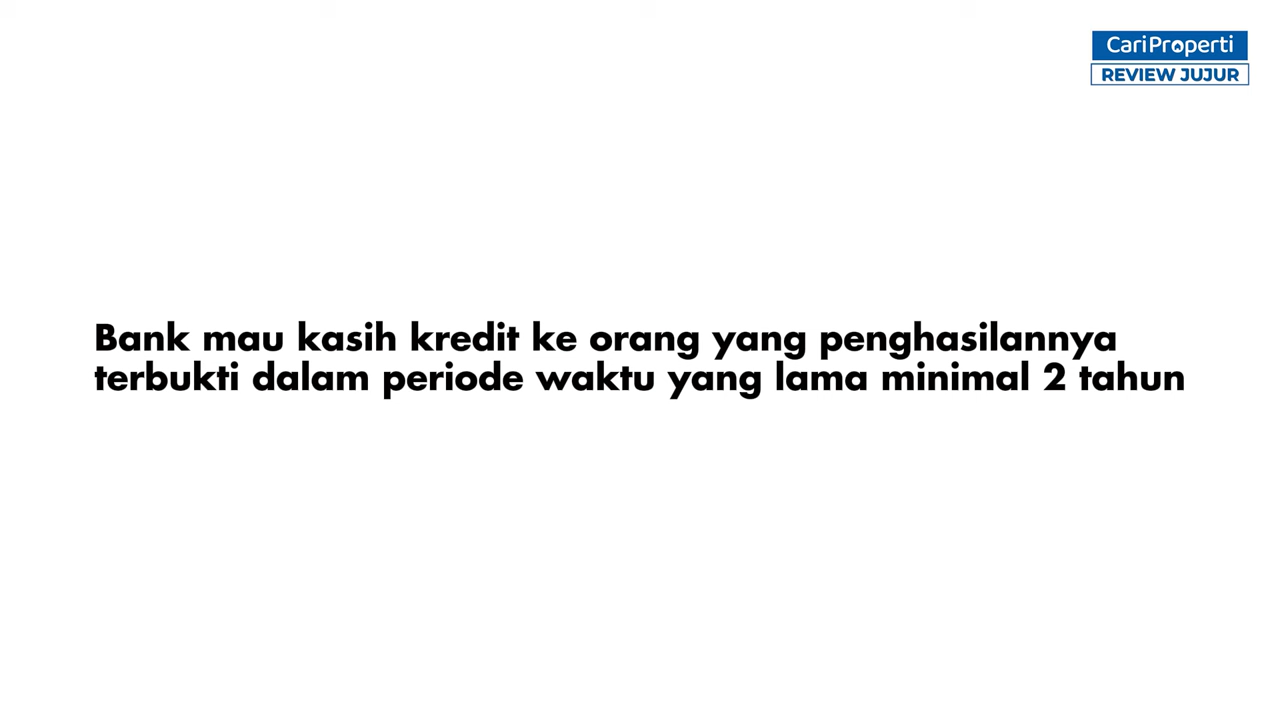 CariProperti
REVIEW JUJUR
Bank mau kasih kredit ke orang yang penghasilannya
terbukti dalam periode waktu yang lama minimal 2 tahun